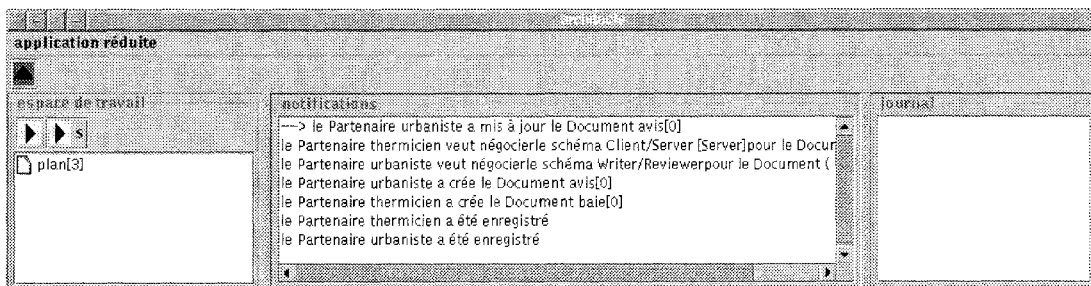 architecte
application réduite
espace de travail
notifications
journal
s
plan[3]
---> le Partenaire urbaniste a mis à jour le Document avis[0]
le Partenaire thermicien veut négocierle schéma Client/Server [Server]pour le Docur
le Partenaire urbaniste veut négocierle schéma Writer/Reviewerpour le Document (
le Partenaire urbaniste a crée le Document avis[0]
le Partenaire thermicien a crée le Document baie[0]
le Partenaire thermicien a été enregistré
le Partenaire urbaniste a été enregistré